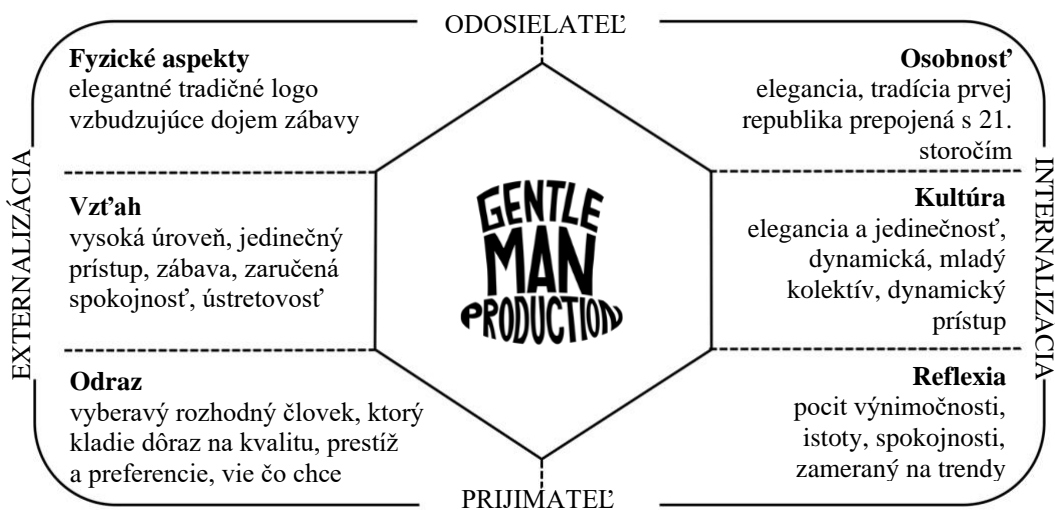 ODOSIELATEĽ
Fyzické aspekty
elegantné tradičné logo
vzbudzujúce dojem zábavy
Osobnosť
elegancia, tradícia prvej
republika prepojená s 21.
storočím
EXTERNALIZÁCIA
Vzťah
vysoká úroveň, jedinečný
prístup, zábava, zaručená
spokojnosť, ústretovosť
GENTLE
MAN
PRODUCTION
Kultúra
elegancia a jedinečnosť,
dynamická, mladý
kolektív, dynamický
prístup
INTERNALIZACIA
Odraz
vyberavý rozhodný človek, ktorý
kladie dôraz na kvalitu, prestíž
a preferencie, vie čo chce
Reflexia
pocit výnimočnosti,
istoty, spokojnosti,
zameraný na trendy
PRIJIMATEĽ